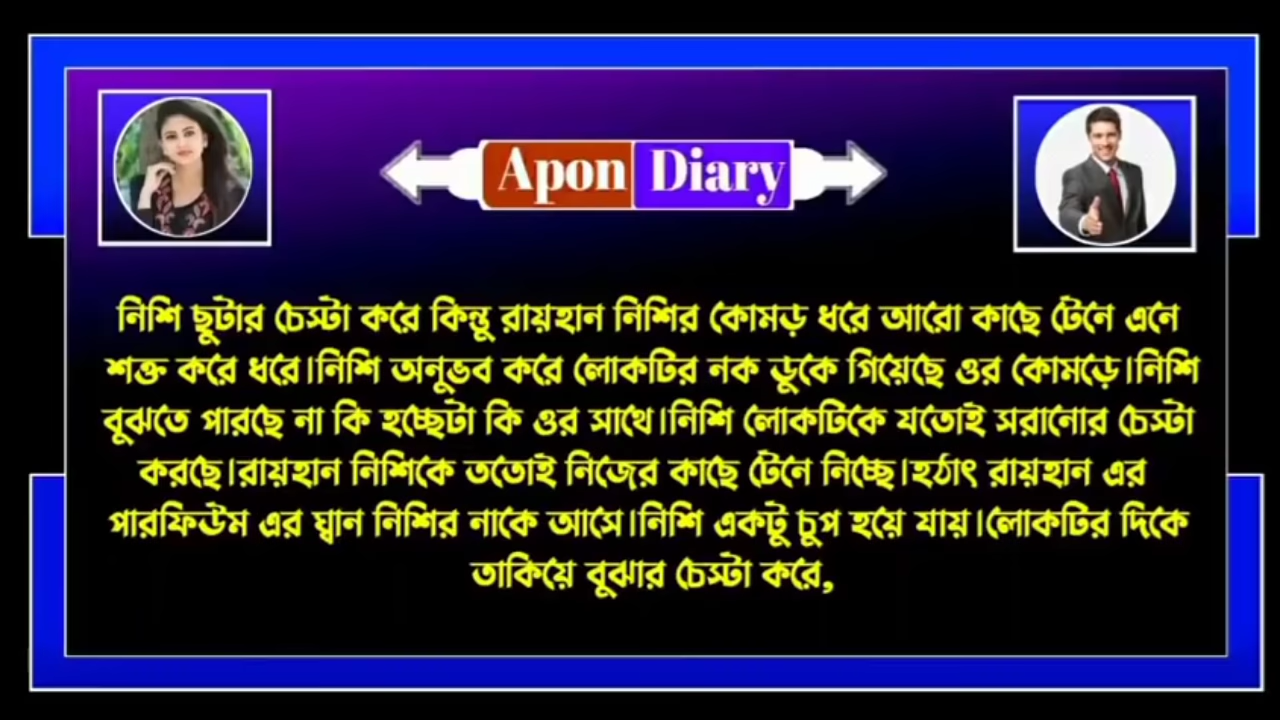 Apon Diary
নিশি ছুটার চেস্টা করে কিন্তু রায়হান নিশির কোমড় ধরে আরো কাছে টেনে এনে
শক্ত করে ধরে।নিশি অনুভব করে লোকটির নক ডুকে গিয়েছে ওর কোমড়ে।নিশি
বুঝতে পারছে না কি হচ্ছেটা কি ওর সাথে।নিশি লোকটিকে যতোই সরানোর চেস্টা
করছে।রায়হান নিশিকে ততোই নিজের কাছে টেনে নিচ্ছে।হঠাৎ রায়হান এর
পারফিউম এর ঘ্বান নিশির নাকে আসে।নিশি একটু চুপ হয়ে যায়।লোকটির দিকে
তাকিয়ে বুঝার চেস্টা করে,